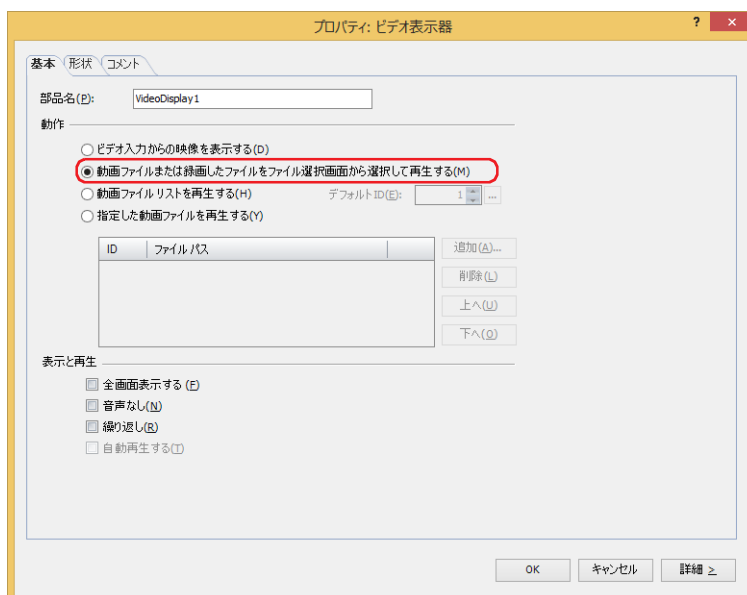 プロパティ: ビデオ表示器
? ×
基本 形状 コメント
部品名(P): VideoDisplay1
動作
ビデオ入力からの映像を表示する(D)
動画ファイルまたは録画したファイルをファイル選択画面から選択して再生する(M)
動画ファイルリストを再生する(H) デフォルトID(E): 1 ...
指定した動画ファイルを再生する(Y)
ID ファイルパス 追加(A)...
削除(L)
上へ(U)
下へ(O)
表示と再生
全画面表示する(F)
音声なし(N)
繰り返し(R)
自動再生する(T)
OK キャンセル 詳細 >